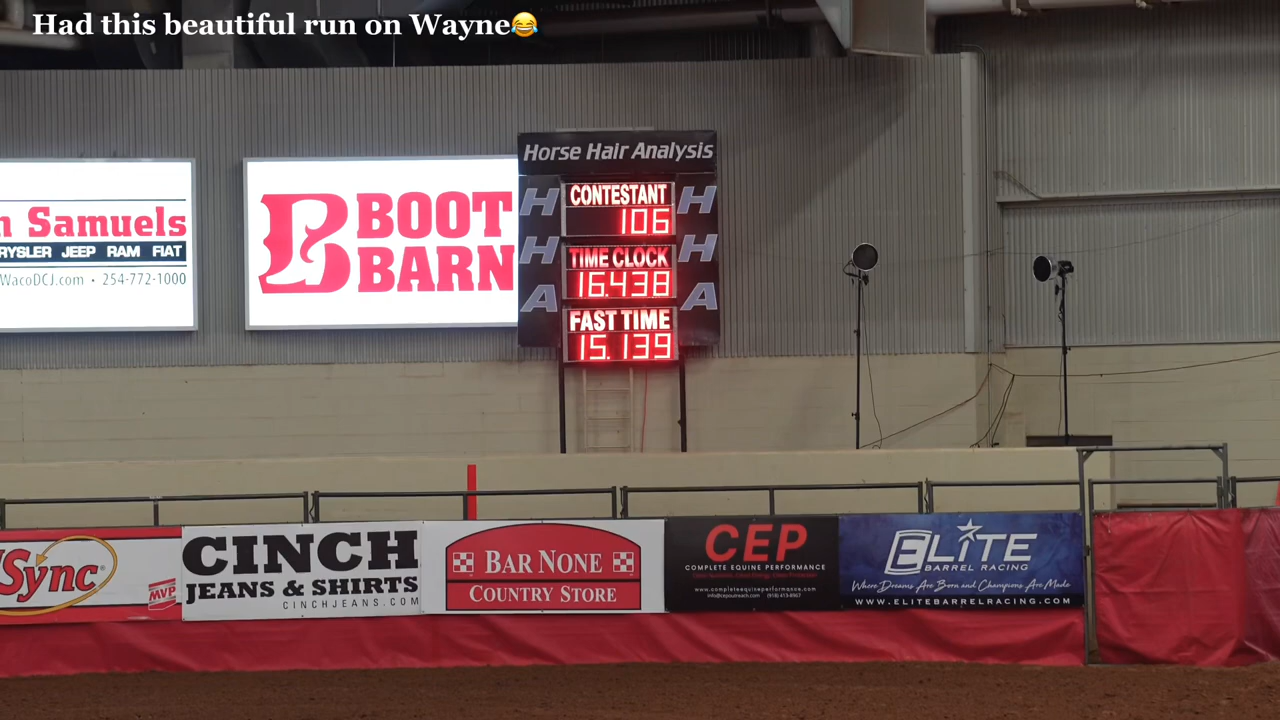 Had this beautiful run on Wayne😂
Samuels
JEEP RAM FIAT
WacoDCJ.com • 254-772-1000
BOOT
BARN
Horse Hair Analysis
H H
H H
A A
CONTESTANT
106
TIME CLOCK
16.438
FAST TIME
15.139
Sync®
MVP
CINCH
JEANS & SHIRTS
CINCHJEANS.COM
BAR NONE
COUNTRY STORE
CEP
COMPLETE EQUINE PERFORMANCE
www.completeequineperformance.com
ELITE
BARREL RACING
Where Dreams Are Born and Champions Are Made
WWW.ELITEBARRELRACING.COM